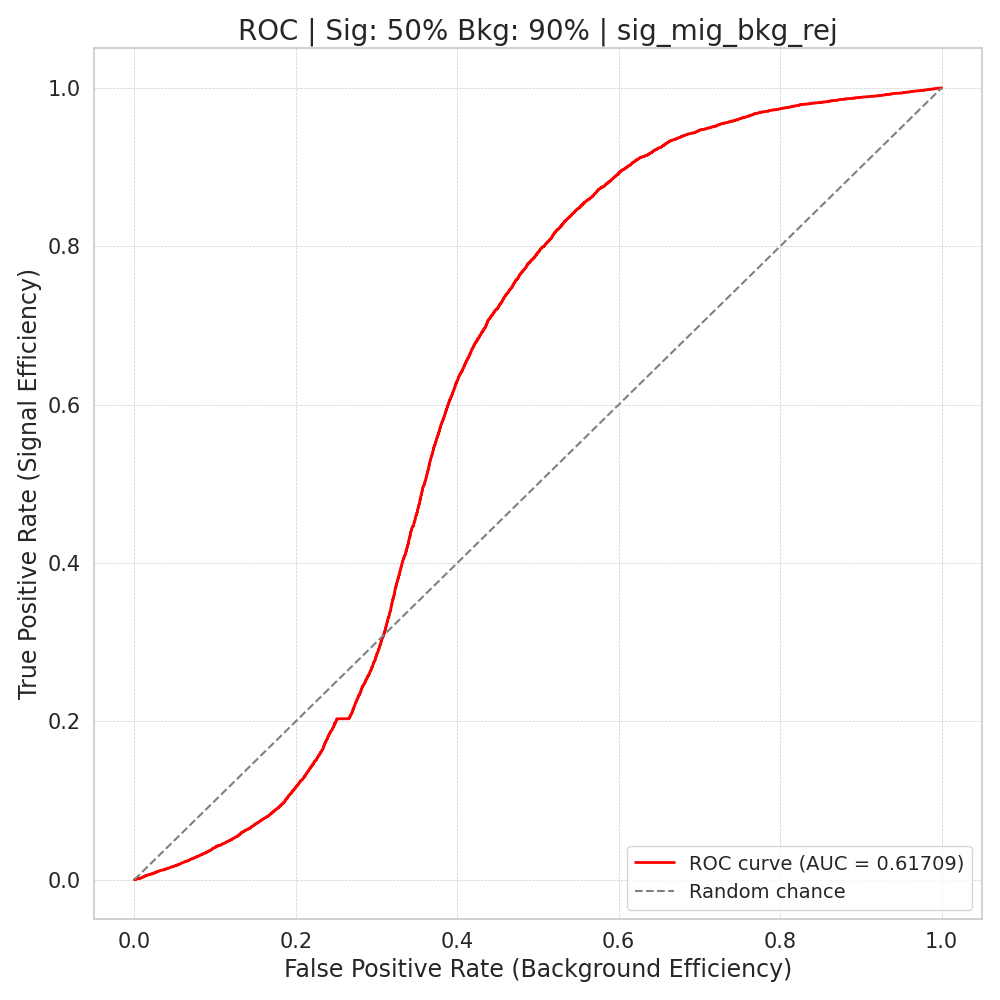 ROC | Sig: 50% Bkg: 90% | sig_mig_bkg_rej
True Positive Rate (Signal Efficiency)
1.0
0.8
0.6
0.4
0.2
0.0
0.0 0.2 0.4 0.6 0.8 1.0
False Positive Rate (Background Efficiency)
ROC curve (AUC = 0.61709)
Random chance